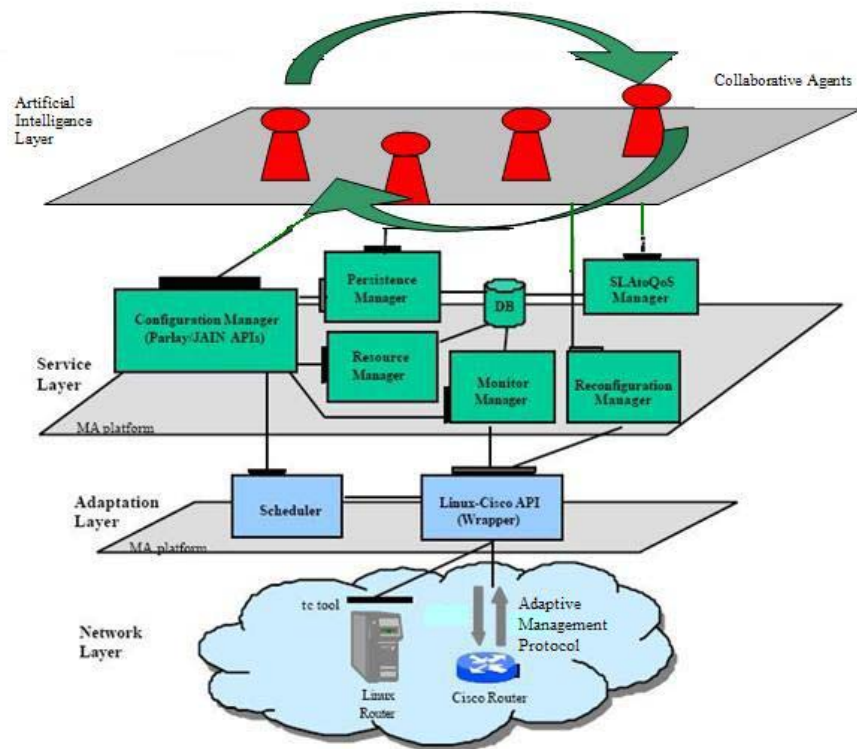 Artificial
Intelligence
Layer
Collaborative Agents
Persistence
Manager
SLAtoQoS
Manager
DB
Configuration Manager
(Parlay/JAIN APIs)
Resource
Manager
Monitor
Manager
Reconfiguration
Manager
Service
Layer
MA platform
Adaptation
Layer
Scheduler
Linux-Cisco API
(Wrapper)
MA platform
Network
Layer
tc tool
Adaptive
Management
Protocol
Linux
Router
Cisco Router